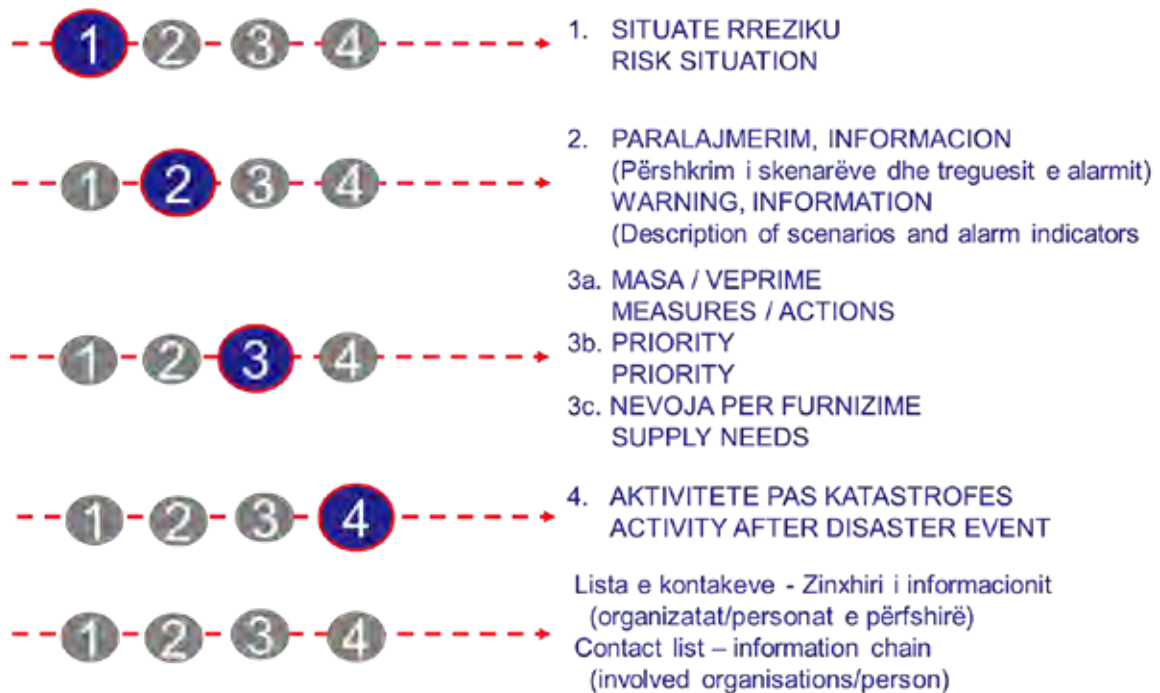 1 2 3 4
1. SITUATE RREZIKU
RISK SITUATION
1 2 3 4
2. PARALAJMERIM, INFORMACION
(Përshkrim i skenarëve dhe treguesit e alarmit)
WARNING, INFORMATION
(Description of scenarios and alarm indicators
1 2 3 4
3a. MASA / VEPRIME
MEASURES / ACTIONS
3b. PRIORITY
PRIORITY
3c. NEVOJA PER FURNIZIME
SUPPLY NEEDS
1 2 3 4
4. AKTIVITETE PAS KATASTROFES
ACTIVITY AFTER DISASTER EVENT
1 2 3 4
Lista e kontakeve - Zinxhiri i informacionit
(organizatat/personat e përfshirë)
Contact list – information chain
(involved organisations/person)